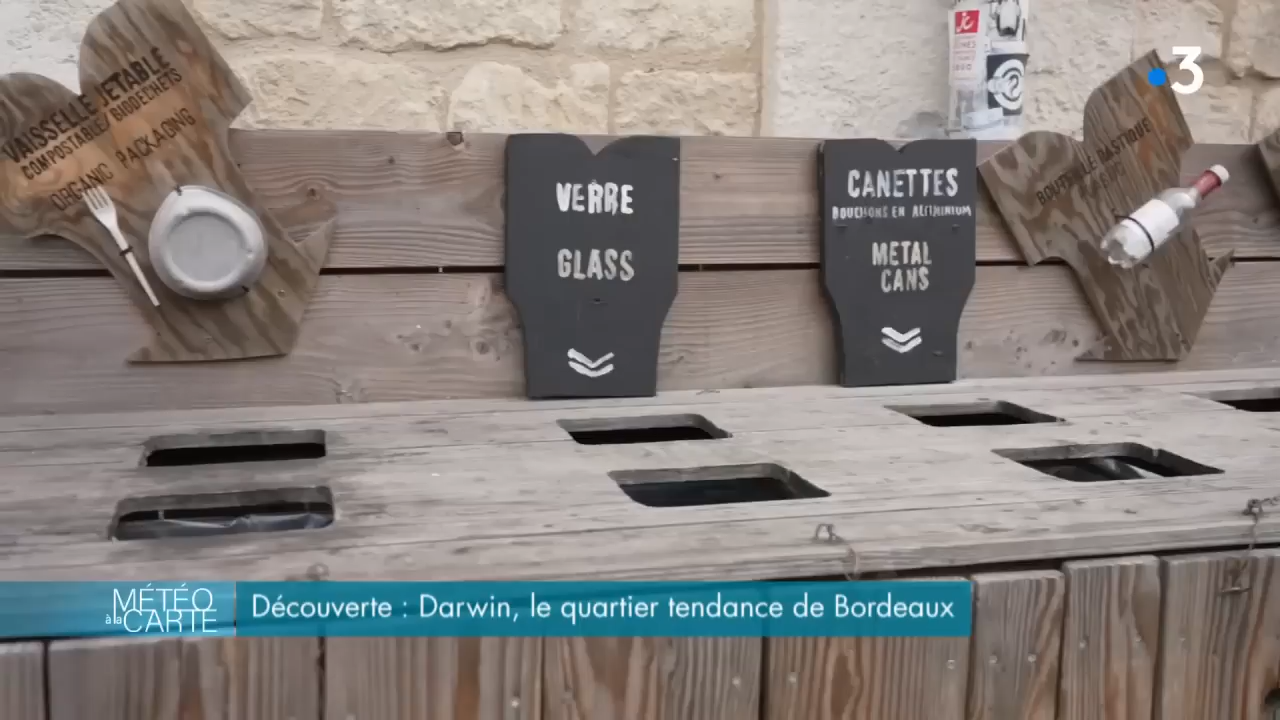 VAISSELLE JETABLE
COMPOSTABLE/BIODÉCHETS
ORGANIC PACKAGING
VERRE
GLASS
CANETTES
BOUCHONS EN ALUMINIUM
METAL
CANS
BOUTEILLE PLASTIQUE
3
MÉTÉO
à la CARTE
Découverte : Darwin, le quartier tendance de Bordeaux